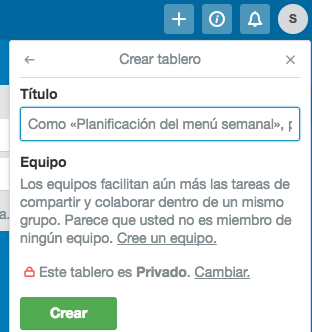 S
Crear tablero
Título
Como «Planificación del menú semanal», p
Equipo
Los equipos facilitan aún más las tareas de
compartir y colaborar dentro de un mismo
grupo. Parece que usted no es miembro de
ningún equipo. Cree un equipo.
a.
Este tablero es Privado. Cambiar.
Crear